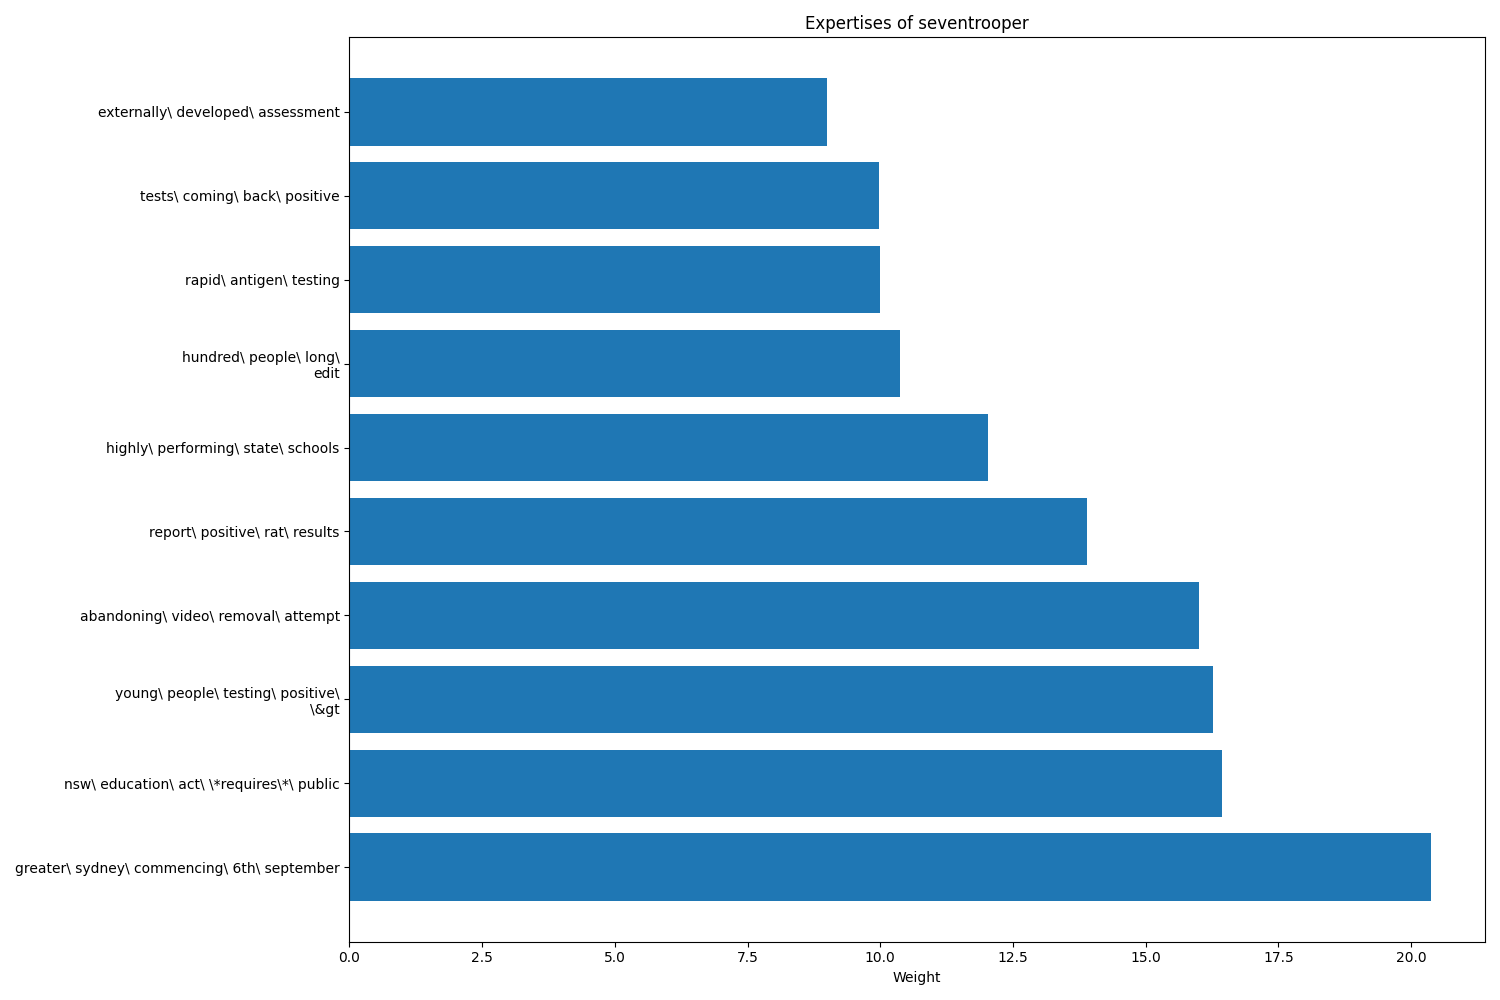 Expertises of seventrooper
externally\ developed\ assessment
tests\ coming\ back\ positive
rapid\ antigen\ testing
hundred\ people\ long\
edit
highly\ performing\ state\ schools
report\ positive\ rat\ results
abandoning\ video\ removal\ attempt
young\ people\ testing\ positive\
\&gt
nsw\ education\ act\ \*requires\*\ public
greater\ sydney\ commencing\ 6th\ september
0.0 2.5 5.0 7.5 10.0 12.5 15.0 17.5 20.0
Weight